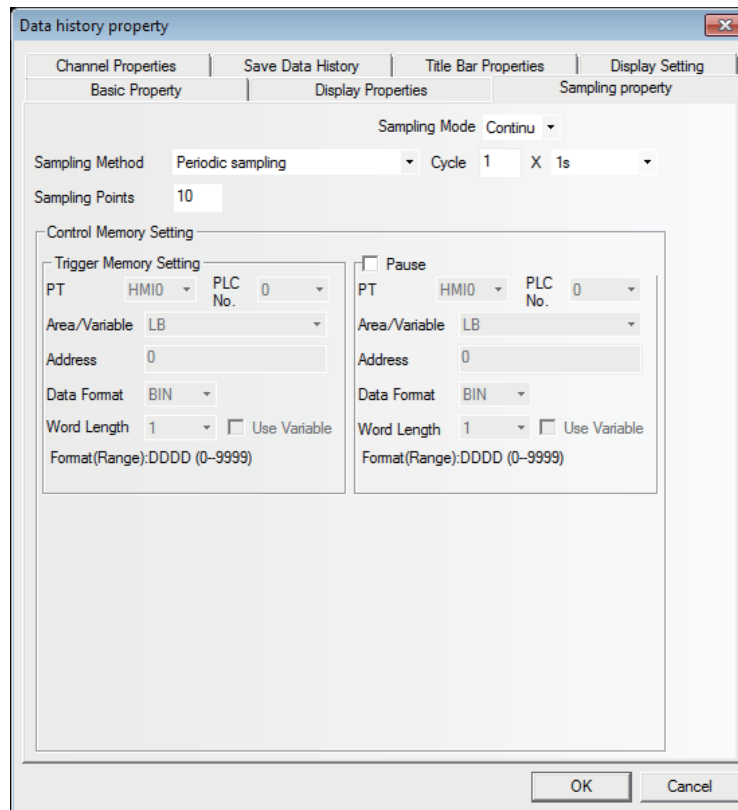 Data history property
Channel Properties Save Data History Title Bar Properties Display Setting
Basic Property Display Properties Sampling property
Sampling Mode Continu
Sampling Method Periodic sampling Cycle 1 X 1s
Sampling Points 10
Control Memory Setting
Trigger Memory Setting Pause
PT HMI0 PLC No. 0 PT HMI0 PLC No. 0
Area/Variable LB Area/Variable LB
Address 0 Address 0
Data Format BIN Data Format BIN
Word Length 1 Use Variable Word Length 1 Use Variable
Format(Range):DDDD (0--9999) Format(Range):DDDD (0--9999)
OK Cancel